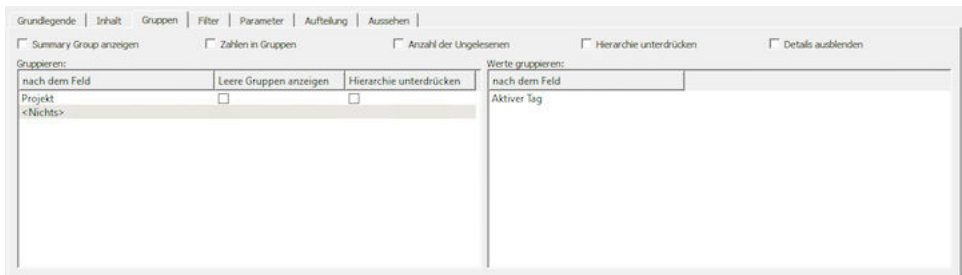 Grundlegende | Inhalt Gruppen Filter | Parameter | Aufteilung | Aussehen |
Summary Group anzeigen Zahlen in Gruppen Anzahl der Ungelesenen Hierarchie unterdrücken Details ausblenden
Gruppieren: Werte gruppieren:
nach dem Feld Leere Gruppen anzeigen Hierarchie unterdrücken nach dem Feld
Projekt Aktiver Tag
<Nichts>